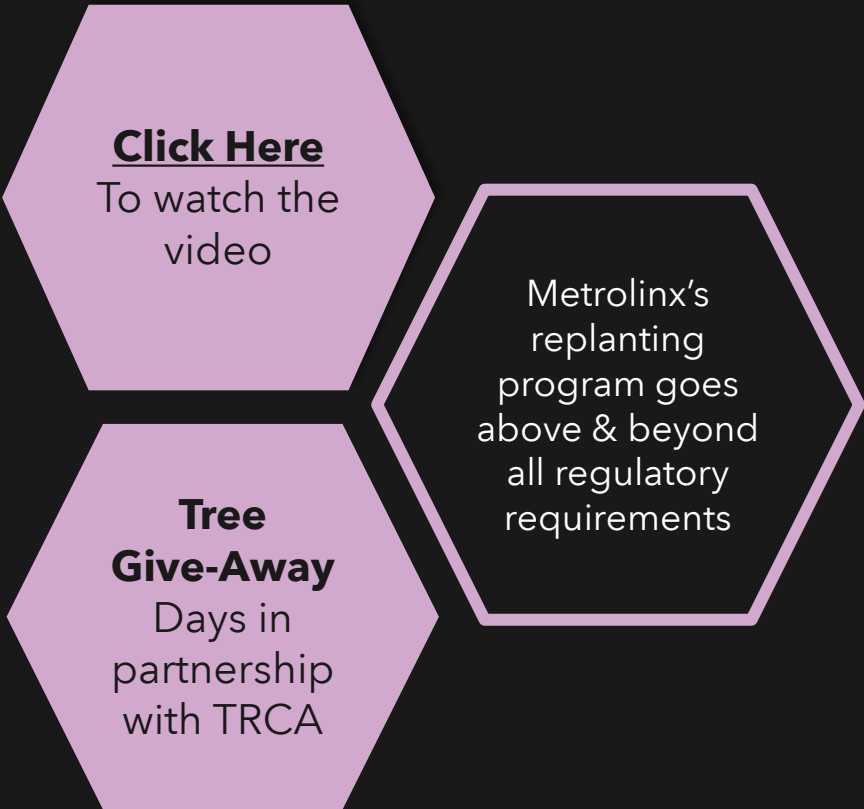 Click Here
To watch the
video
Metrolinx’s
replanting
program goes
above & beyond
all regulatory
requirements
Tree
Give-Away
Days in
partnership
with TRCA